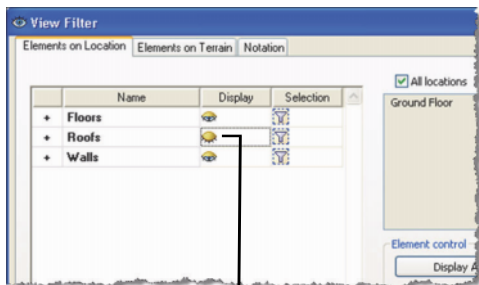 View Filter
Elements on Location Elements on Terrain Notation
All locations
Name Display Selection
Ground Floor
+ Floors
+ Roofs
+ Walls
Element control
Display